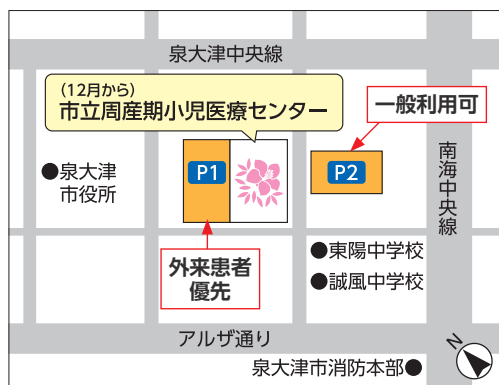 泉大津中央線
(12月から)
市立周産期小児医療センター
一般利用可
P1
P2
●泉大津
市役所
南海中央線
外来患者
優先
●東陽中学校
●誠風中学校
アルザ通り
N
泉大津市消防本部●